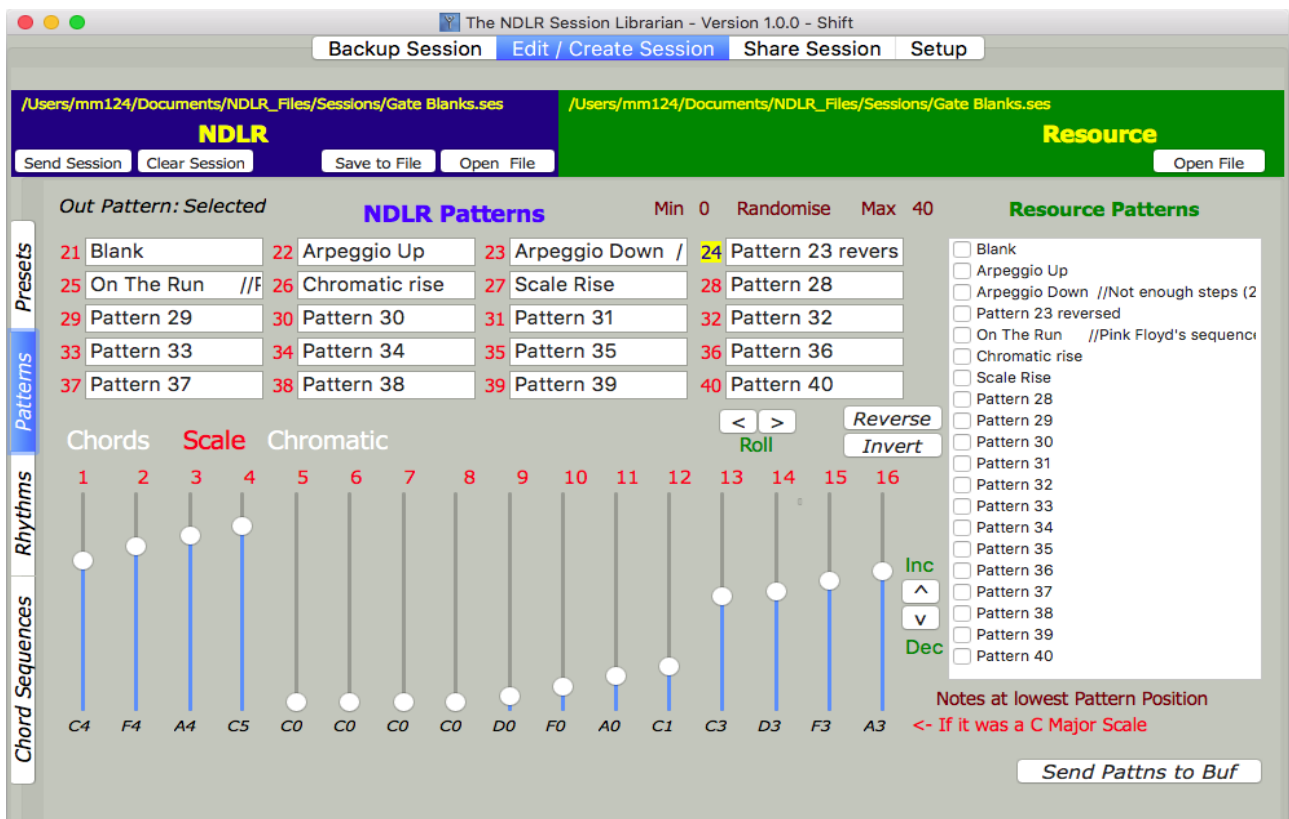 The NDLR Session Librarian - Version 1.0.0 - Shift
Backup Session Edit / Create Session Share Session Setup
/Users/mm124/Documents/NDLR_Files/Sessions/Gate Blanks.ses /Users/mm124/Documents/NDLR_Files/Sessions/Gate Blanks.ses
NDLR Resource
Send Session Clear Session Save to File Open File Open File
Out Pattern: Selected NDLR Patterns Min 0 Randomise Max 40 Resource Patterns
Presets
Patterns
Rhythms
Chord Sequences
21 Blank 22 Arpeggio Up 23 Arpeggio Down / 24 Pattern 23 revers
25 On The Run //F 26 Chromatic rise 27 Scale Rise 28 Pattern 28
29 Pattern 29 30 Pattern 30 31 Pattern 31 32 Pattern 32
33 Pattern 33 34 Pattern 34 35 Pattern 35 36 Pattern 36
37 Pattern 37 38 Pattern 38 39 Pattern 39 40 Pattern 40
< > Reverse
Chords Scale Chromatic Roll Invert
1 2 3 4 5 6 7 8 9 10 11 12 13 14 15 16
Inc
^
v
Dec
C4 F4 A4 C5 C0 C0 C0 C0 D0 F0 A0 C1 C3 D3 F3 A3
Blank
Arpeggio Up
Arpeggio Down //Not enough steps (2
Pattern 23 reversed
On The Run //Pink Floyd's sequence
Chromatic rise
Scale Rise
Pattern 28
Pattern 29
Pattern 30
Pattern 31
Pattern 32
Pattern 33
Pattern 34
Pattern 35
Pattern 36
Pattern 37
Pattern 38
Pattern 39
Pattern 40
Notes at lowest Pattern Position
<- If it was a C Major Scale
Send Pattns to Buf